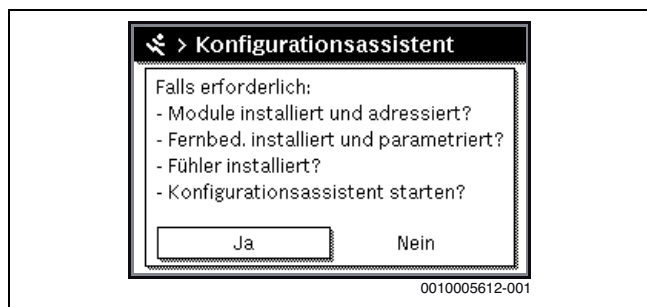 > Konfigurationsassistent
Falls erforderlich:
- Module installiert und adressiert?
- Fernbed. installiert und parametriert?
- Fühler installiert?
- Konfigurationsassistent starten?
Ja Nein
0010005612-001